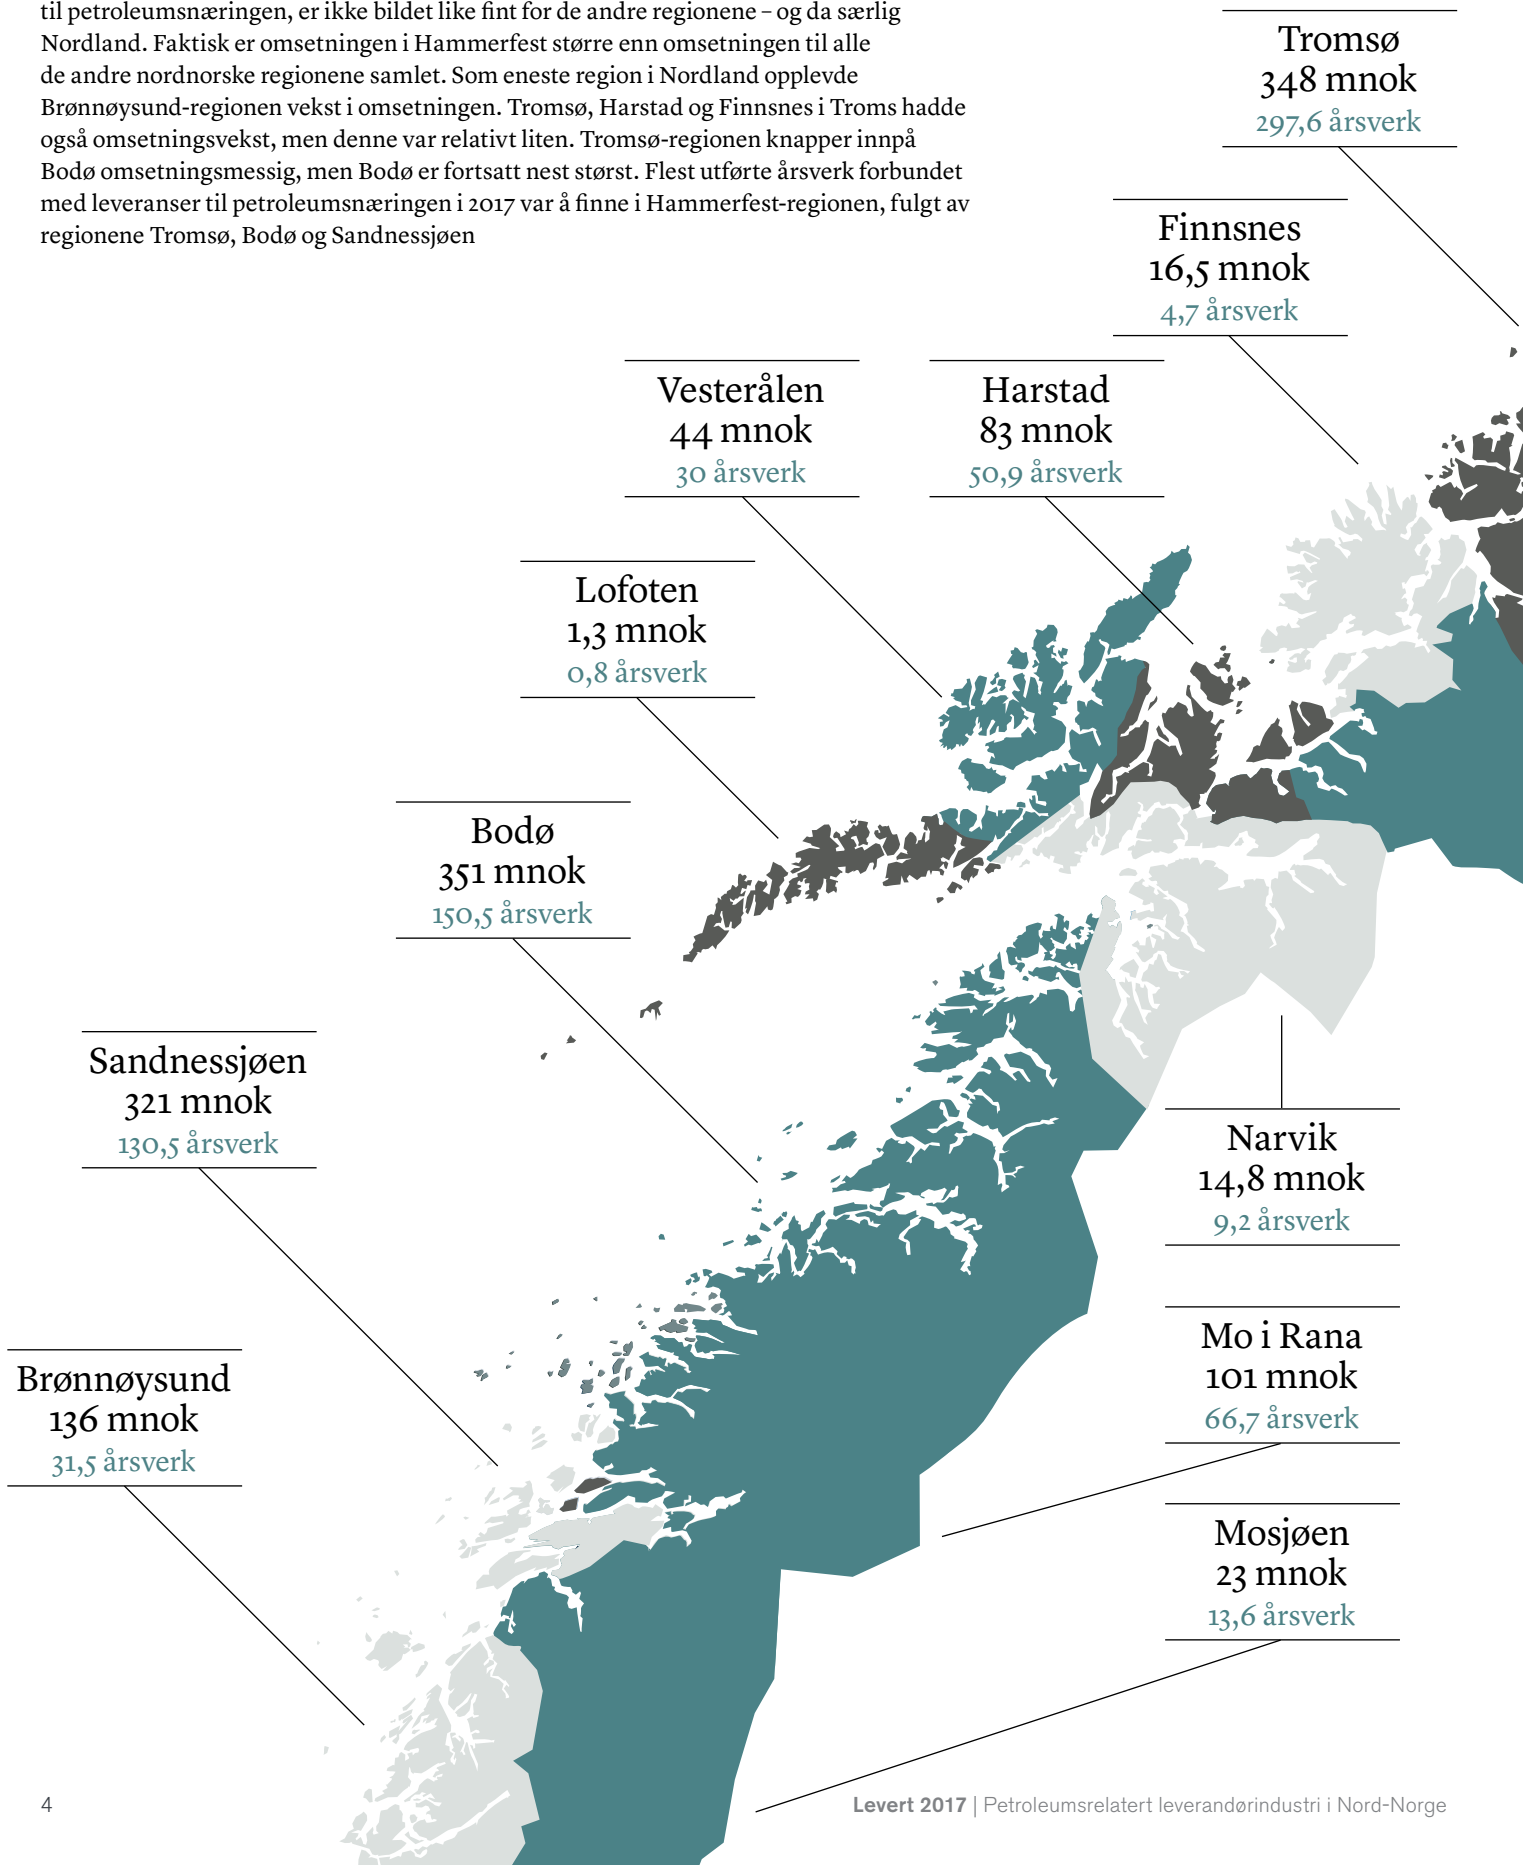 til petroleumsnæringen, er ikke bildet like fint for de andre regionene – og da særlig
Nordland. Faktisk er omsetningen i Hammerfest større enn omsetningen til alle
de andre nordnorske regionene samlet. Som eneste region i Nordland opplevde
Brønnøysund-regionen vekst i omsetningen. Tromsø, Harstad og Finnsnes i Troms hadde
også omsetningsvekst, men denne var relativt liten. Tromsø-regionen knapper innpå
Bodø omsetningsmessig, men Bodø er fortsatt nest størst. Flest utførte årsverk forbundet
med leveranser til petroleumsnæringen i 2017 var å finne i Hammerfest-regionen, fulgt av
regionene Tromsø, Bodø og Sandnessjøen
Tromsø
348 mnok
297,6 årsverk
Finnsnes
16,5 mnok
4,7 årsverk
Vesterålen
44 mnok
30 årsverk
Harstad
83 mnok
50,9 årsverk
Lofoten
1,3 mnok
0,8 årsverk
Bodø
351 mnok
150,5 årsverk
Sandnessjøen
321 mnok
130,5 årsverk
Narvik
14,8 mnok
9,2 årsverk
Mo i Rana
101 mnok
66,7 årsverk
Brønnøysund
136 mnok
31,5 årsverk
Mosjøen
23 mnok
13,6 årsverk
4
Levert 2017 | Petroleumsrelatert leverandørindustri i Nord-Norge